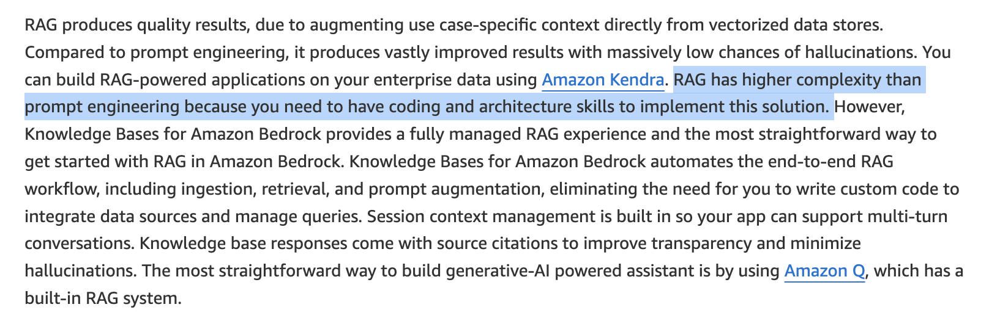 RAG produces quality results, due to augmenting use case-specific context directly from vectorized data stores.
Compared to prompt engineering, it produces vastly improved results with massively low chances of hallucinations. You
can build RAG-powered applications on your enterprise data using Amazon Kendra. RAG has higher complexity than
prompt engineering because you need to have coding and architecture skills to implement this solution. However,
Knowledge Bases for Amazon Bedrock provides a fully managed RAG experience and the most straightforward way to
get started with RAG in Amazon Bedrock. Knowledge Bases for Amazon Bedrock automates the end-to-end RAG
workflow, including ingestion, retrieval, and prompt augmentation, eliminating the need for you to write custom code to
integrate data sources and manage queries. Session context management is built in so your app can support multi-turn
conversations. Knowledge base responses come with source citations to improve transparency and minimize
hallucinations. The most straightforward way to build generative-AI powered assistant is by using Amazon Q, which has a
built-in RAG system.